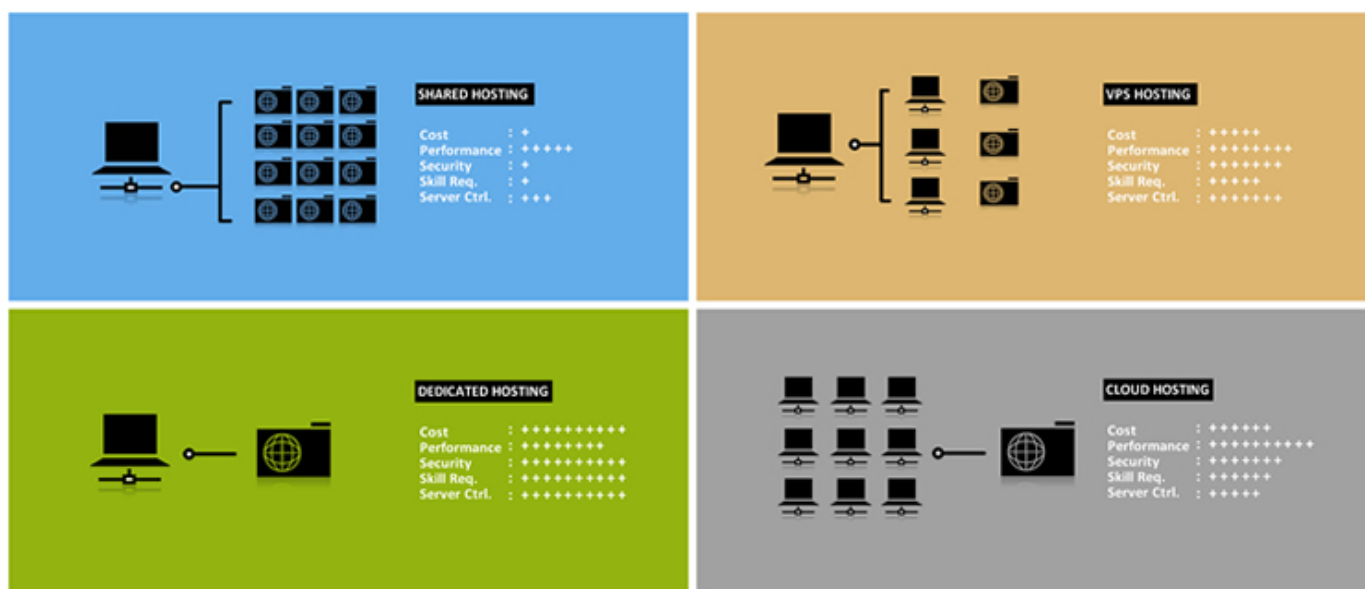 SHARED HOSTING
Cost : +
Performance : +++++
Security : +
Skill Req. : +
Server Ctrl. : +++
VPS HOSTING
Cost : +++++
Performance : ++++++++
Security : +++++++
Skill Req. : +++++
Server Ctrl. : +++++++
DEDICATED HOSTING
Cost : ++++++++++
Performance : ++++++++
Security : ++++++++++
Skill Req. : ++++++++++
Server Ctrl. : ++++++++++
CLOUD HOSTING
Cost : ++++++
Performance : ++++++++++
Security : +++++++
Skill Req. : ++++++
Server Ctrl. : +++++